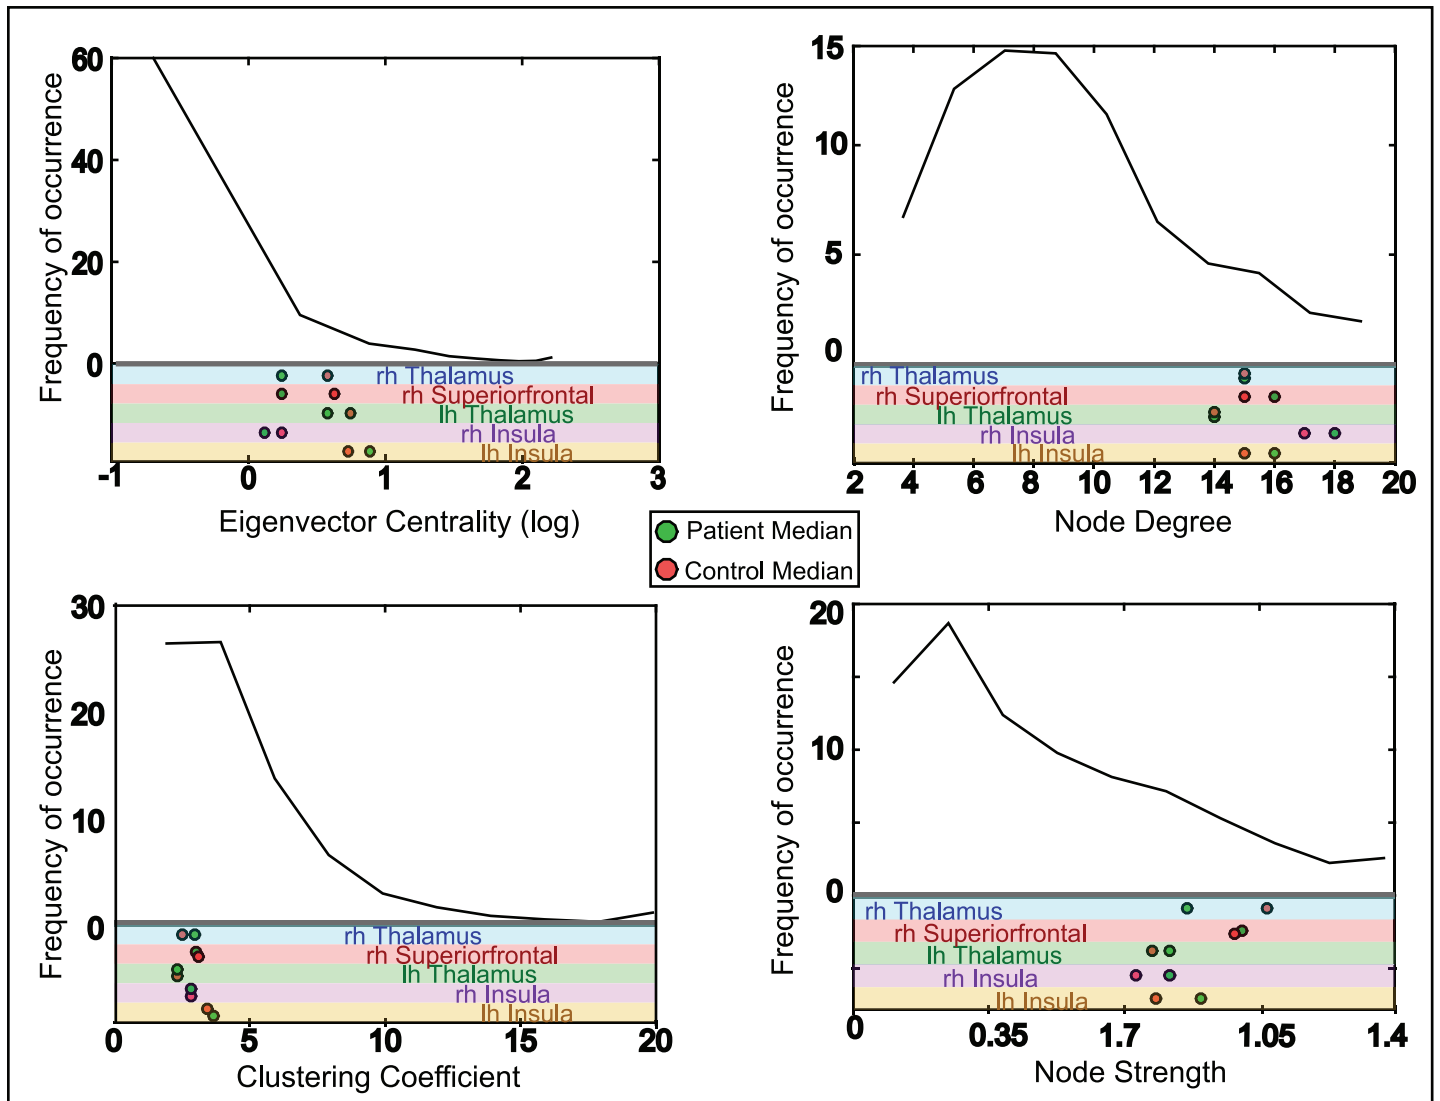 60
40
20
0
Frequency of occurrence
rh Thalamus
rh Superiorfrontal
lh Thalamus
rh Insula
lh Insula
-1 0 1 2 3
Eigenvector Centrality (log)
15
10
5
0
Frequency of occurrence
rh Thalamus
rh Superiorfrontal
lh Thalamus
rh Insula
lh Insula
2 4 6 8 10 12 14 16 18 20
Node Degree
Patient Median
Control Median
30
20
10
0
Frequency of occurrence
rh Thalamus
rh Superiorfrontal
lh Thalamus
rh Insula
lh Insula
0 5 10 15 20
Clustering Coefficient
20
10
0
Frequency of occurrence
rh Thalamus
rh Superiorfrontal
lh Thalamus
rh Insula
lh Insula
0 0.35 1.7 1.05 1.4
Node Strength